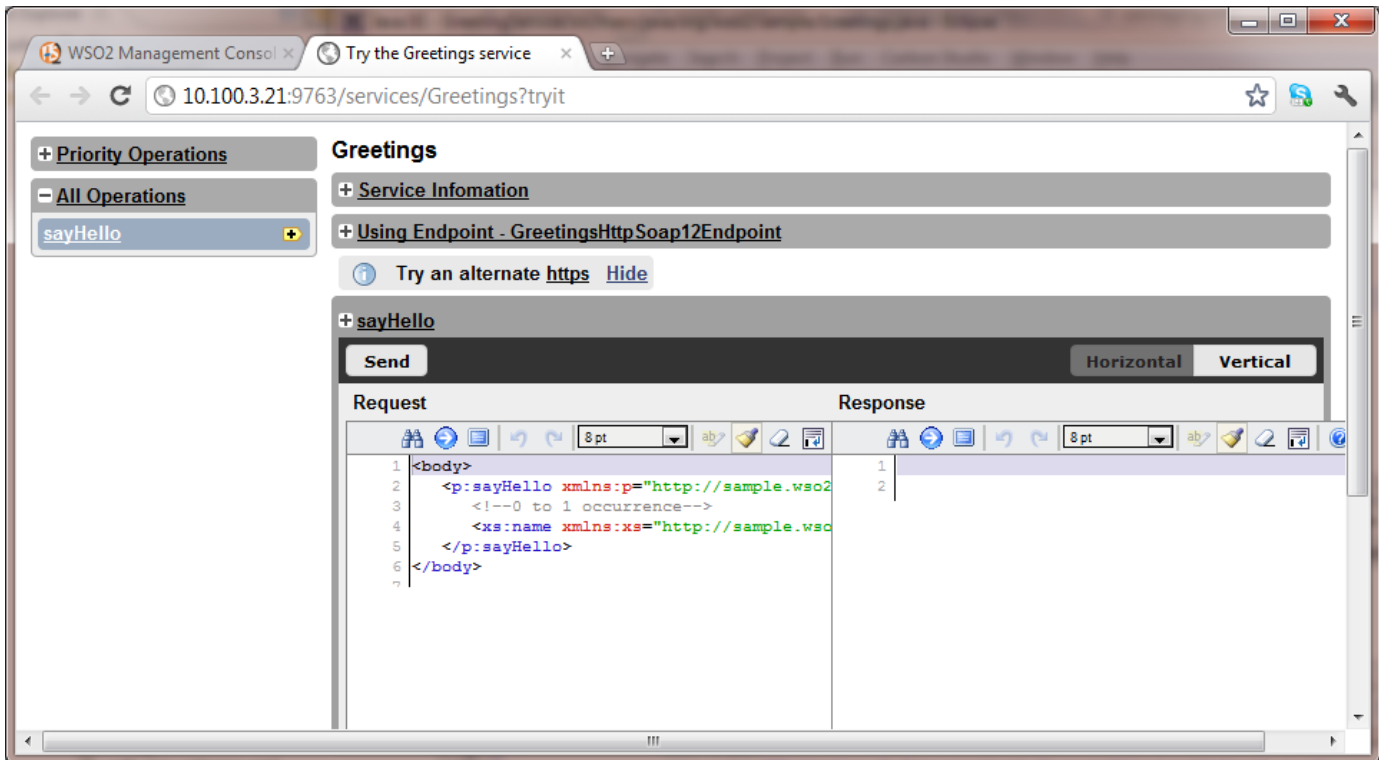 WSO2 Management Consol
Try the Greetings service
10.100.3.21:9763/services/Greetings?tryit
Priority Operations
All Operations
sayHello
Greetings
Service Infomation
Using Endpoint - GreetingsHttpSoap12Endpoint
Try an alternate https Hide
sayHello
Send
Horizontal Vertical
Request
8 pt
1 <body>
2 <p:sayHello xmlns:p="http://sample.wso2
3 <!--0 to 1 occurrence-->
4 <xs:name xmlns:xs="http://sample.wso
5 </p:sayHello>
6 </body>
7
Response
8 pt
1
2